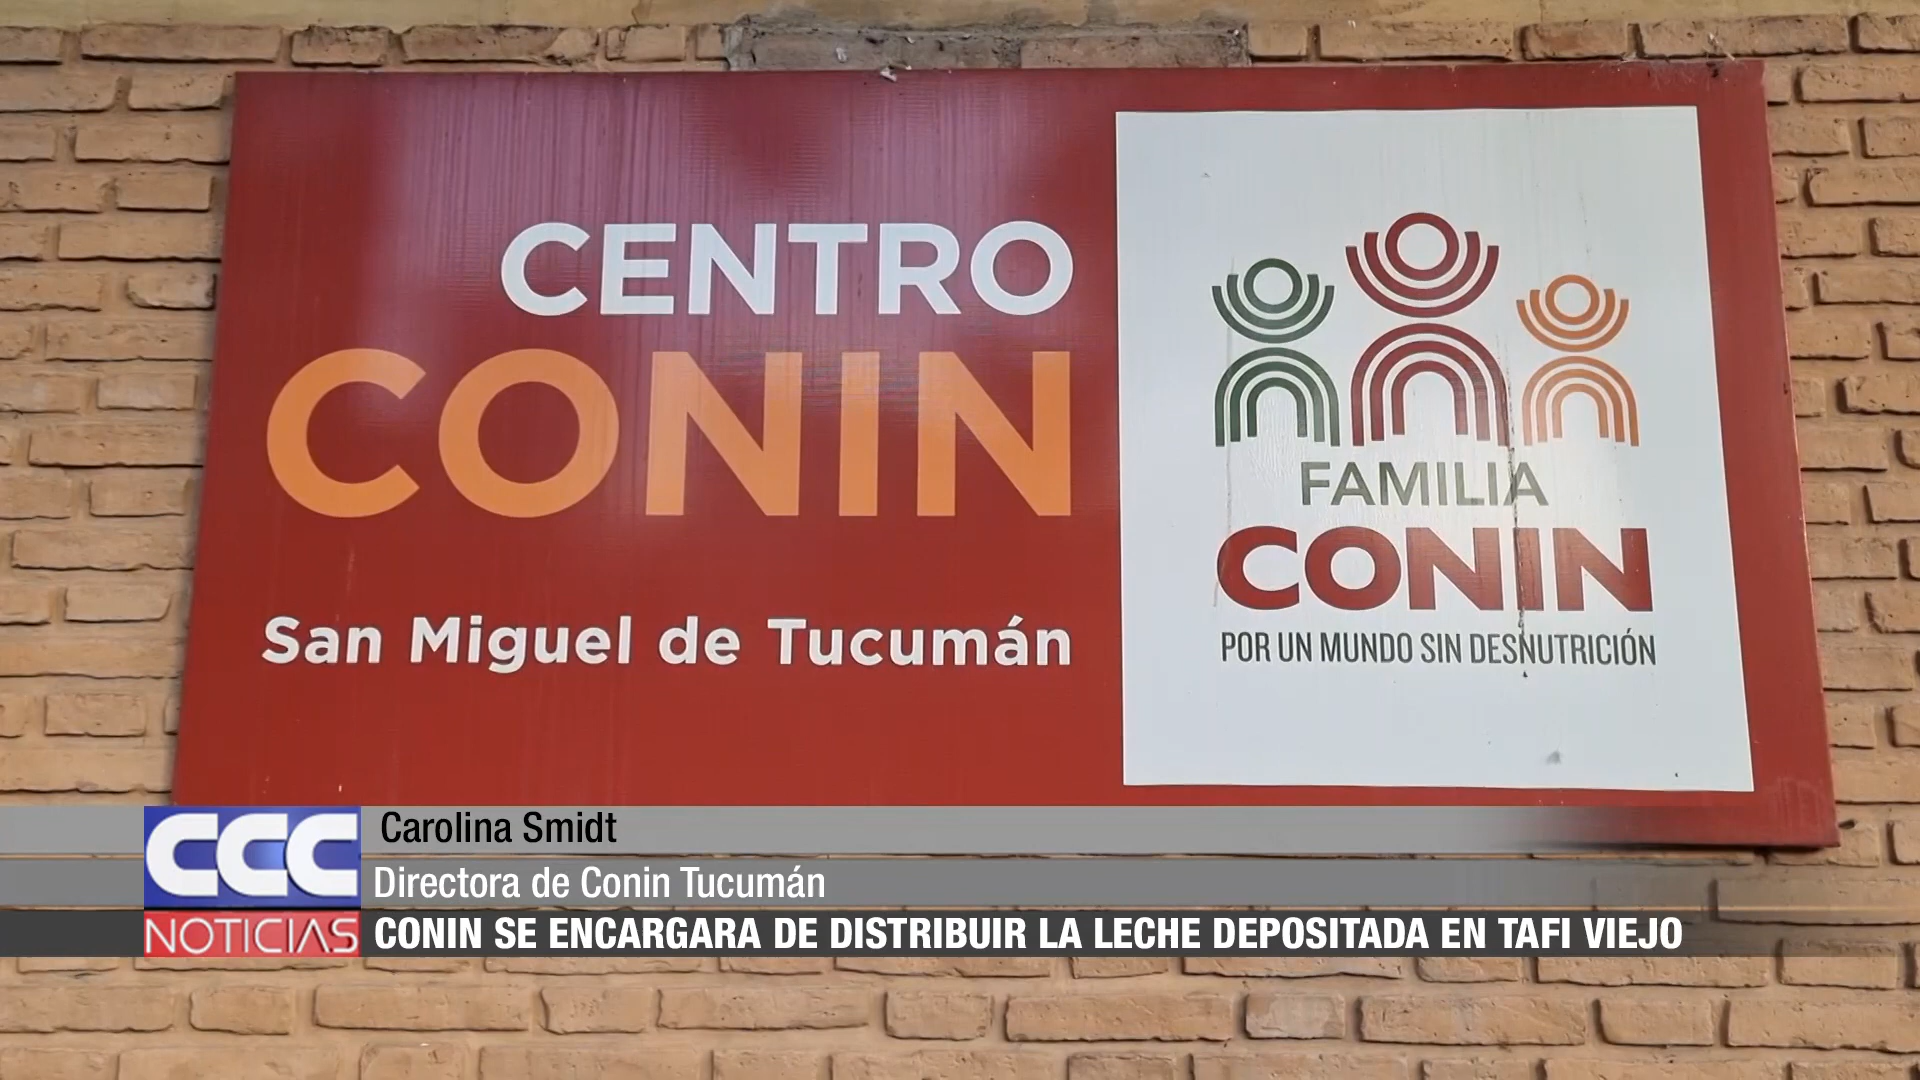 CENTRO
CONIN
San Miguel de Tucumán
FAMILIA
CONIN
POR UN MUNDO SIN DESNUTRICIÓN
CCC
NOTICIAS
Carolina Smidt
Directora de Conin Tucumán
CONIN SE ENCARGARA DE DISTRIBUIR LA LECHE DEPOSITADA EN TAFI VIEJO